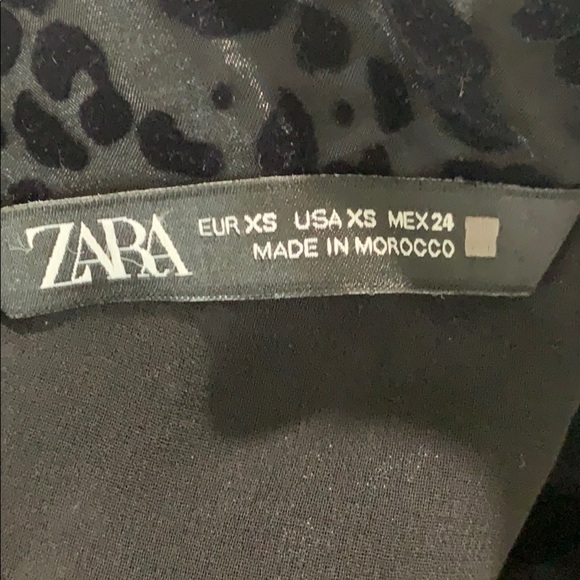 ZARA
EUR XS USA XS MEX 24
MADE IN MOROCCO